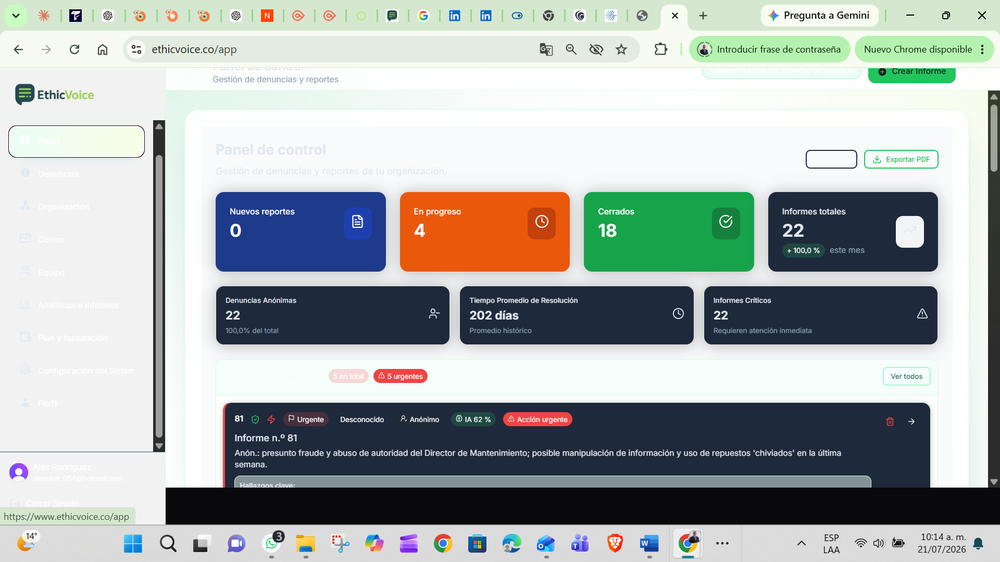 N
in
in
Pregunta a Gemini
ethicvoice.co/app
Introducir frase de contraseña
Nuevo Chrome disponible
EthicVoice
Panel
Denuncias
Organización
Correo
Equipo
Analíticas e Informes
Plan y facturación
Configuración del Sistem
Perfil
Alex Rodriguez
alexnius_054@hotmail.com
Cerrar Sesión
https://www.ethicvoice.co/app
Panel de control
Gestión de denuncias y reportes
ADMINISTRADOR DEL ESPACIO DE TRABAJO
Crear Informe
Panel de control
Gestión de denuncias y reportes de tu organización.
Exportar PDF
Nuevos reportes
0
En progreso
4
Cerrados
18
Informes totales
22
+ 100,0 % este mes
Denuncias Anónimas
22
100,0% del total
Tiempo Promedio de Resolución
202 días
Promedio histórico
Informes Críticos
22
Requieren atención inmediata
5 en total
5 urgentes
Ver todos
81 Urgente Desconocido Anónimo IA 62 % Acción urgente
Informe n.º 81
Anón.: presunto fraude y abuso de autoridad del Director de Mantenimiento; posible manipulación de información y uso de repuestos 'chiviados' en la última
semana.
Hallazgos clave:
14°
3
ESP
LAA
10:14 a. m.
21/07/2026